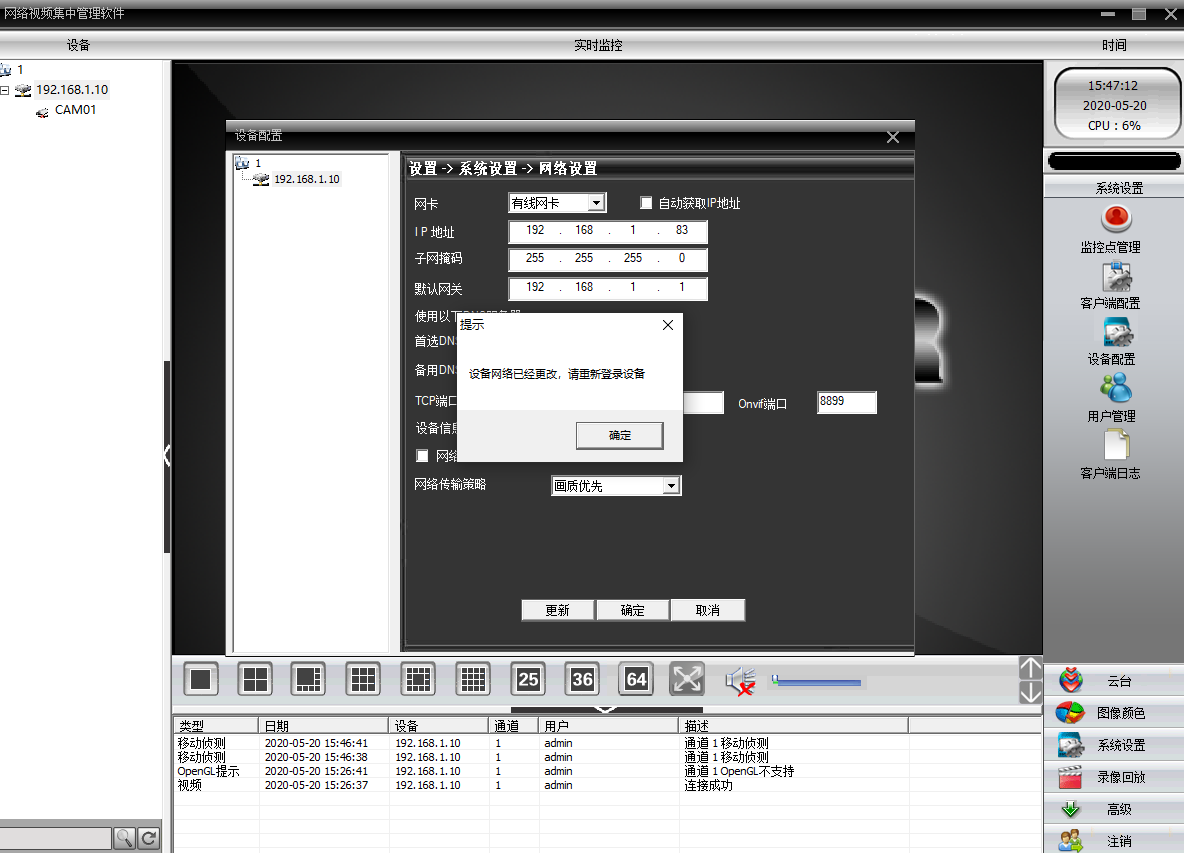 网络视频集中管理软件
设备
实时监控
时间
1
192.168.1.10
CAM01
15:47:12
2020-05-20
CPU：6%
系统设置
监控点管理
客户端配置
设备配置
用户管理
客户端日志
设备配置
1
192.168.1.10
设置 -> 系统设置 -> 网络设置
网卡 有线网卡 自动获取IP地址
IP地址 192 . 168 . 1 . 83
子网掩码 255 . 255 . 255 . 0
默认网关 192 . 168 . 1 . 1
使用以下
首选DN
备用DN
TCP端口 Onvif端口 8899
设备信息
网络
网络传输策略 画质优先
提示
设备网络已经更改，请重新登录设备
确定
更新 确定 取消
25 36 64
类型 日期 设备 通道 用户 描述
移动侦测 2020-05-20 15:46:41 192.168.1.10 1 admin 通道 1 移动侦测
移动侦测 2020-05-20 15:46:38 192.168.1.10 1 admin 通道 1 移动侦测
OpenGL提示 2020-05-20 15:26:41 192.168.1.10 1 admin 通道 1 OpenGL不支持
视频 2020-05-20 15:26:37 192.168.1.10 1 admin 连接成功
云台
图像颜色
系统设置
录像回放
高级
注销